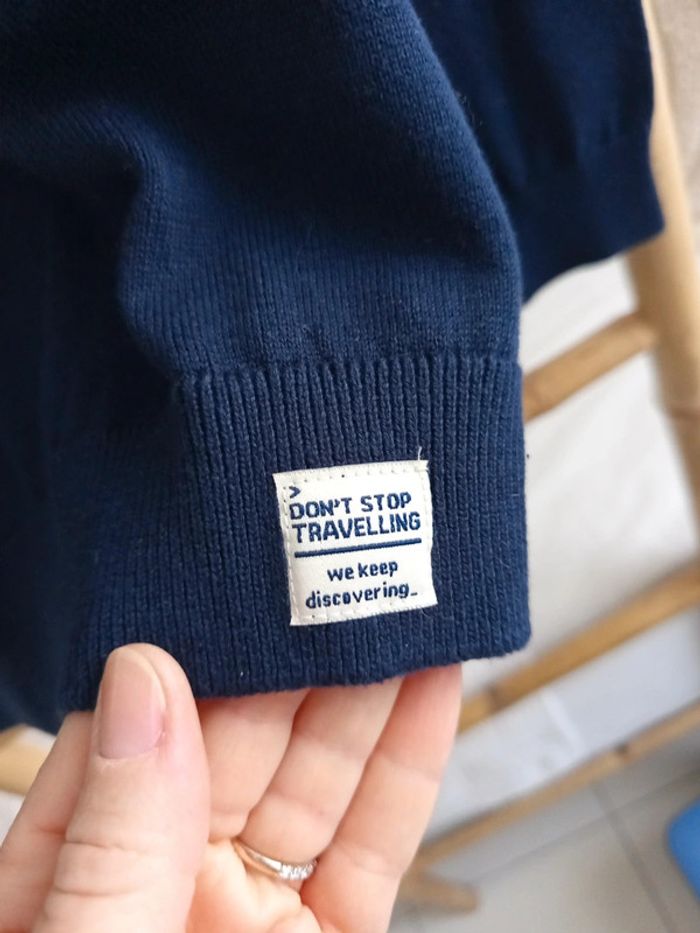 >
DON'T STOP
TRAVELLING
we keep
discovering_